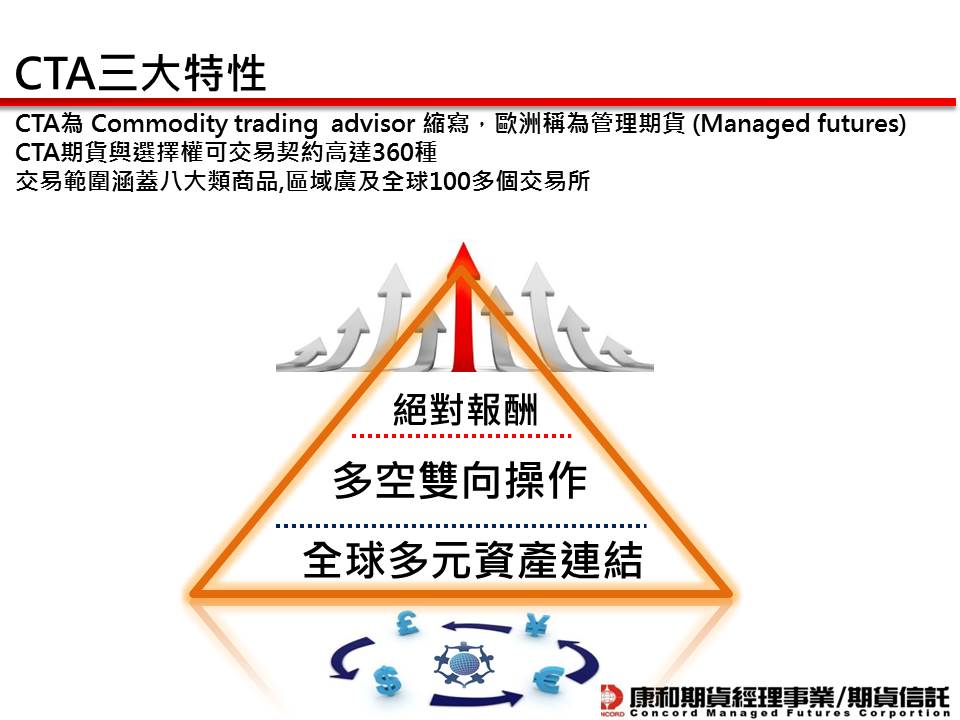 CTA三大特性
CTA為 Commodity trading advisor 縮寫，歐洲稱為管理期貨 (Managed futures)
CTA期貨與選擇權可交易契約高達360種
交易範圍涵蓋八大類商品,區域廣及全球100多個交易所
絕對報酬
多空雙向操作
全球多元資產連結
£ ¥
$ €
NCORD 康和期貨經理事業/期貨信託
Concord Managed Futures Corportion